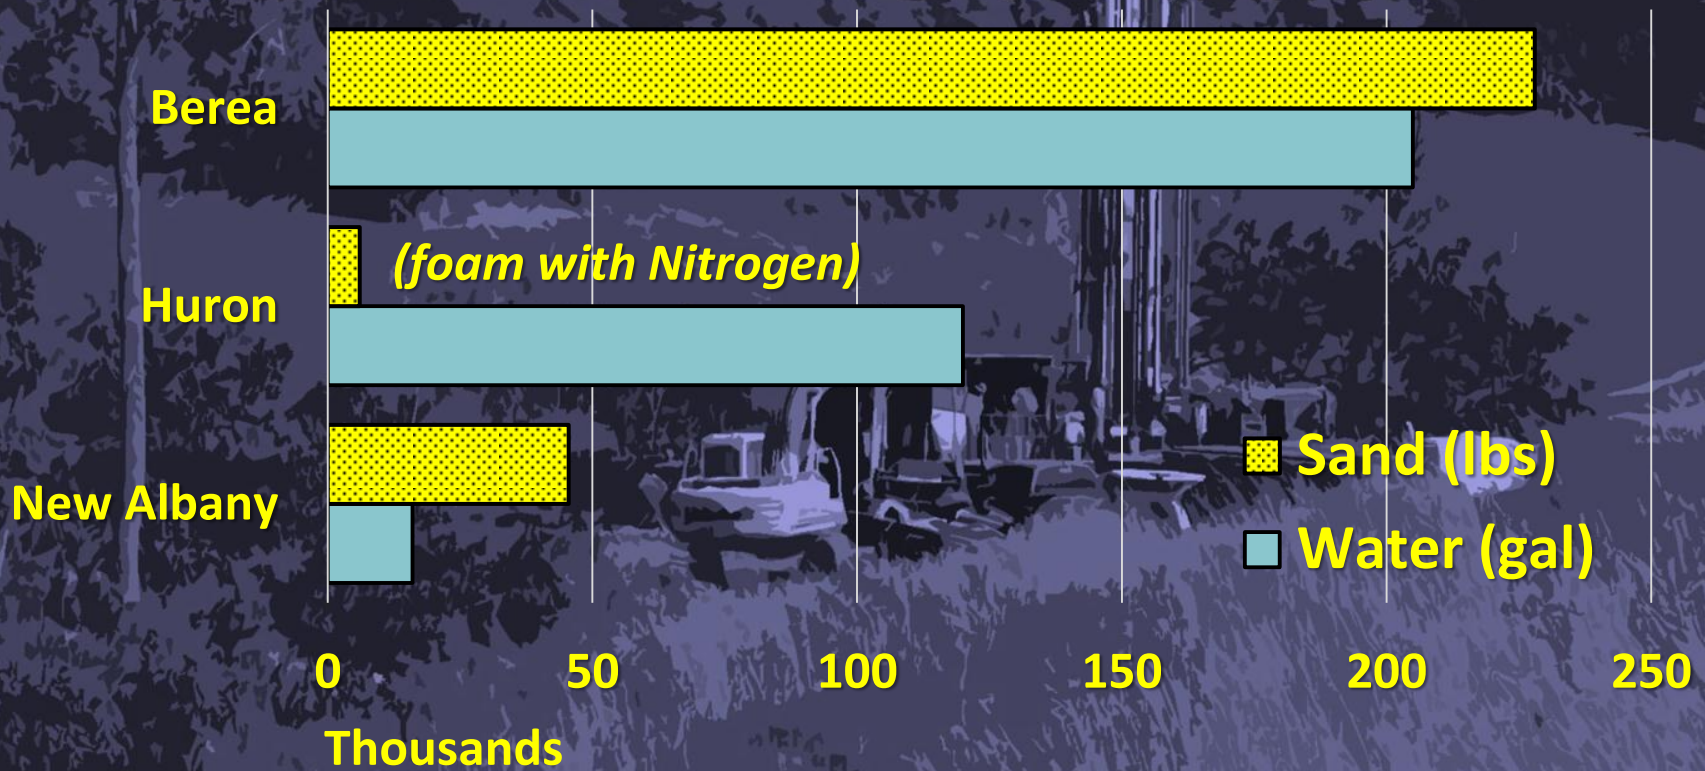 Berea
Huron
(foam with Nitrogen)
New Albany
Sand (lbs)
Water (gal)
0 50 100 150 200 250
Thousands